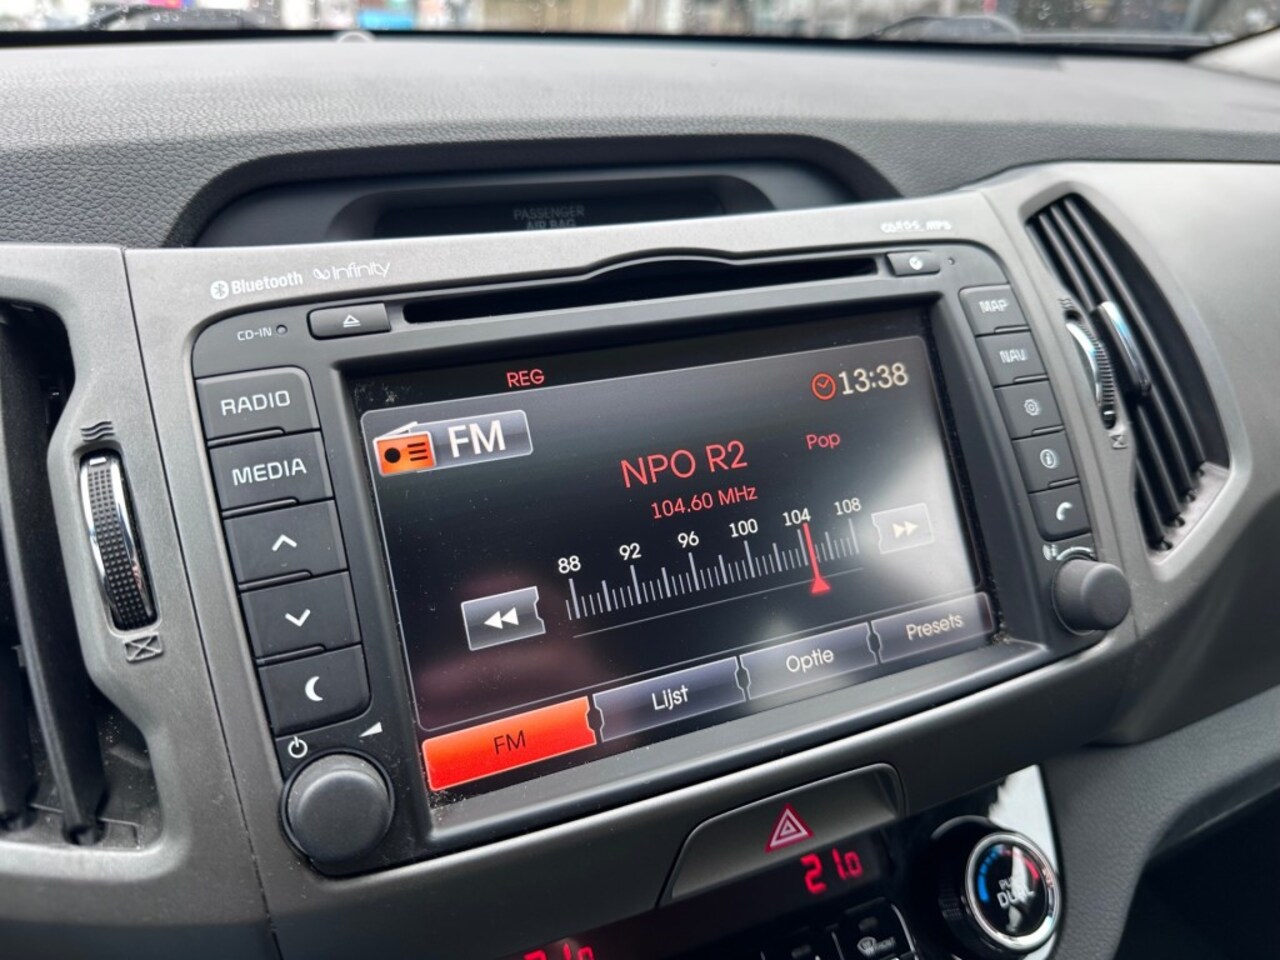 PASSENGER
AIR BAG
Bluetooth Infinity
CD-IN
RADIO
MEDIA
MAP
NAV
REG
13:38
FM
NPO R2 Pop
104.60 MHz
88 92 96 100 104 108
FM Lijst Optie Presets
21.0
DUAL